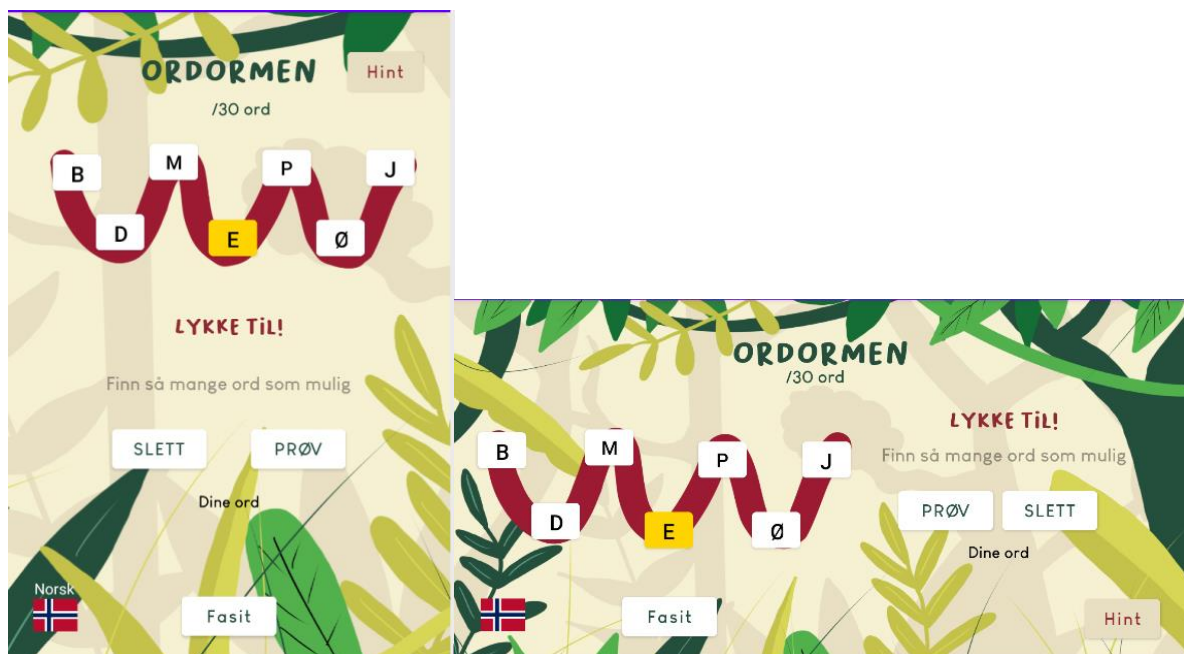 ORDORMEN
Hint
/30 ord
B
M
P
J
D
E
Ø
LYKKE TIL!
Finn så mange ord som mulig
SLETT
PRØV
Dine ord
Norsk
Fasit
ORDORMEN
/30 ord
LYKKE TIL!
B
M
P
J
Finn så mange ord som mulig
D
E
Ø
PRØV
SLETT
Dine ord
Fasit
Hint